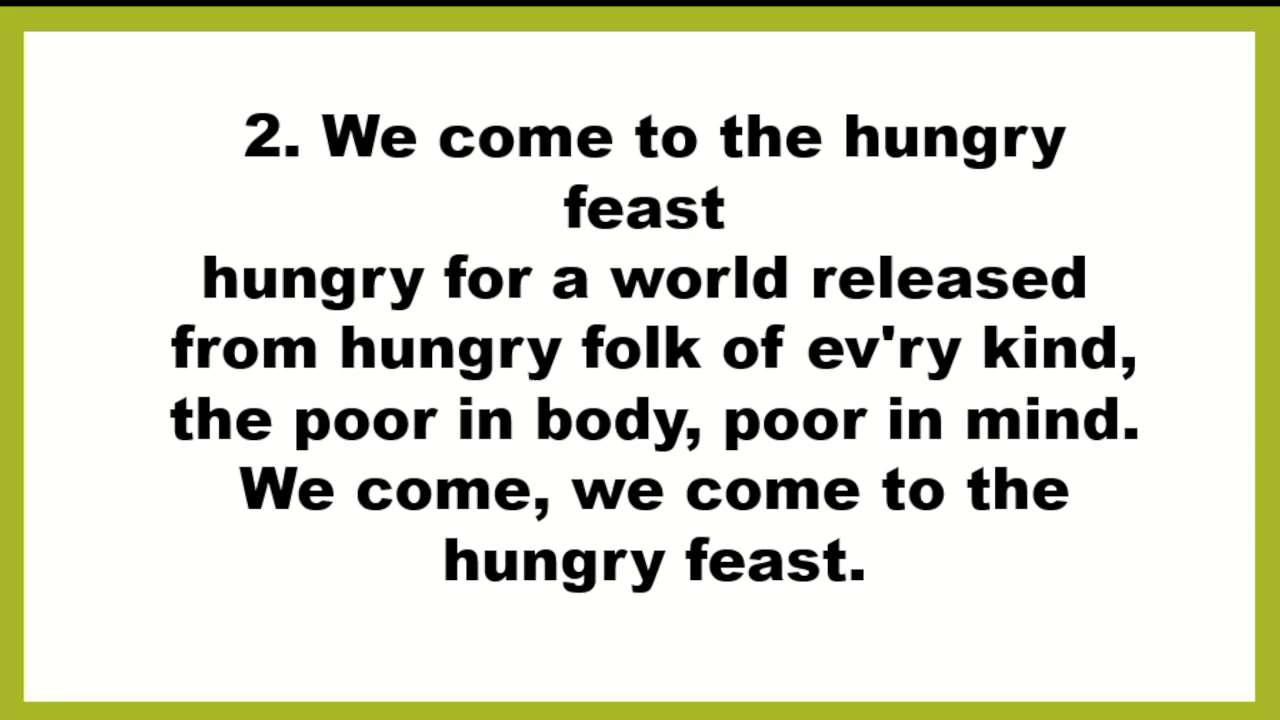 2. We come to the hungry
feast
hungry for a world released
from hungry folk of ev'ry kind,
the poor in body, poor in mind.
We come, we come to the
hungry feast.